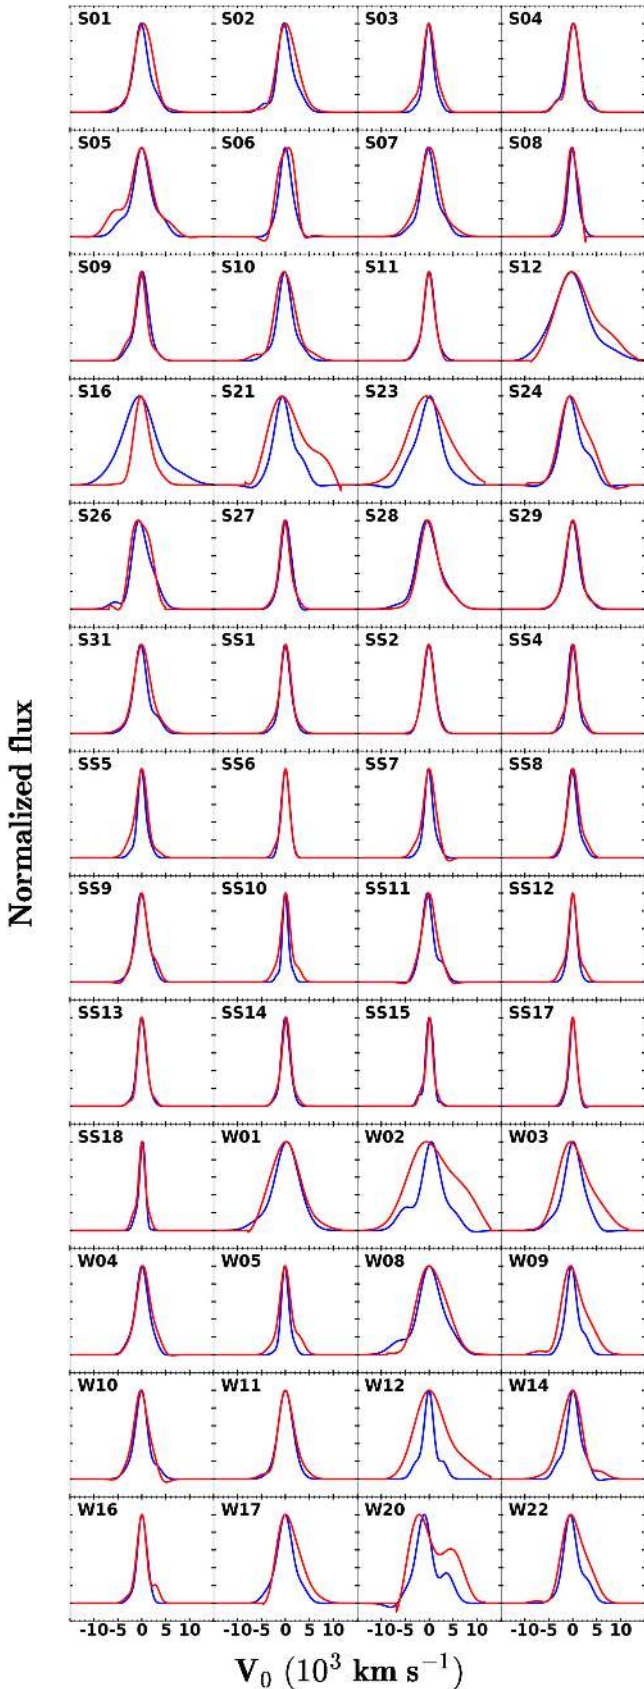 S01 S02 S03 S04
S05 S06 S07 S08
S09 S10 S11 S12
S16 S21 S23 S24
S26 S27 S28 S29
S31 SS1 SS2 SS4
SS5 SS6 SS7 SS8
SS9 SS10 SS11 SS12
SS13 SS14 SS15 SS17
SS18 W01 W02 W03
W04 W05 W08 W09
W10 W11 W12 W14
W16 W17 W20 W22
Normalized flux
-10-5 0 5 10 -10-5 0 5 10 -10-5 0 5 10 -10-5 0 5 10
V₀ (10³ km s⁻¹)